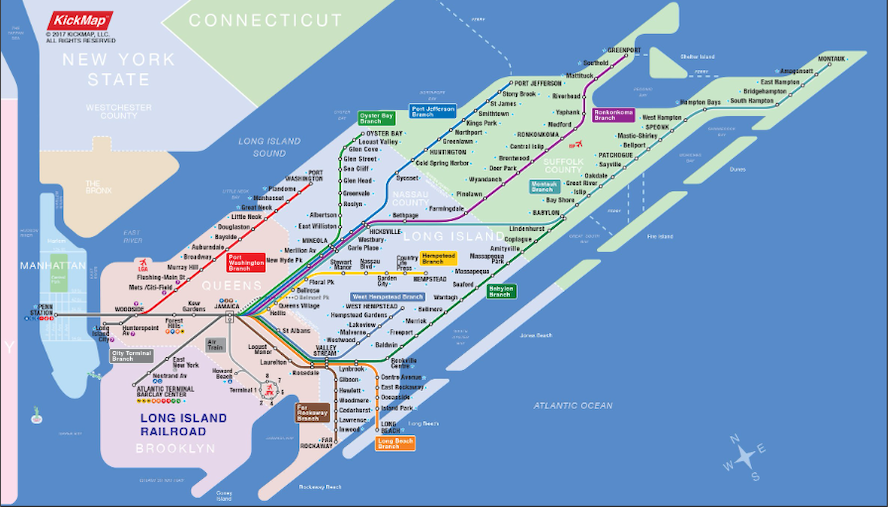 KickMap
© 2017 KICKMAP, LLC.
ALL RIGHTS RESERVED
CONNECTICUT
NEW YORK
STATE
WESTCHESTER
COUNTY
THE
BRONX
MANHATTAN
LONG ISLAND
SOUND
EAST
RIVER
QUEENS
NASSAU
COUNTY
SUFFOLK
COUNTY
LONG ISLAND
LONG ISLAND
RAILROAD
BROOKLYN
ATLANTIC OCEAN
N
E
S
W
FERRY
GREENPORT
Southold
Mattituck
Riverhead
Yaphank
Medford
RONKONKOMA
Central Islip
Brentwood
Deer Park
Wyandanch
Pinelawn
Farmingdale
Bethpage
Ronkonkoma
Branch
Shelter Island
MONTAUK
Amagansett
East Hampton
Bridgehampton
South Hampton
Hampton Bays
West Hampton
SPEONK
Mastic-Shirley
Bellport
PATCHOGUE
Sayville
Oakdale
Great River
Islip
Bay Shore
BABYLON
Montauk
Branch
Dunes
Fire Island
Jones Beach
PORT JEFFERSON
Stony Brook
St James
Smithtown
Kings Park
Northport
Greenlawn
HUNTINGTON
Cold Spring Harbor
Syosset
HICKSVILLE
Westbury
Carle Place
MINEOLA
Merillon Av
New Hyde Pk
Port Jefferson
Branch
Oyster Bay
Branch
OYSTER BAY
Locust Valley
Glen Cove
Glen Street
Sea Cliff
Glen Head
Greenvale
Roslyn
Albertson
East Williston
PORT
WASHINGTON
Plandome
Manhasset
Great Neck
Little Neck
Douglaston
Bayside
Auburndale
Broadway
Murray Hill
Flushing-Main St
Mets /Citi-Field
LGA
Port
Washington
Branch
Stewart
Manor
Nassau
Blvd
Country
Life
Press
Garden
City
Hempstead
Branch
HEMPSTEAD
Floral Pk
Bellrose
Belmont Pk
Queens Village
Hollis
Lindenhurst
Copiague
Amityville
Massapequa
Park
Massapequa
Seaford
Wantagh
Bellmore
Merrick
Freeport
Baldwin
Rockville
Centre
Babylon
Branch
West Hempstead Branch
WEST HEMPSTEAD
Hempstead Gardens
Lakeview
Malverne
Westwood
VALLEY
STREAM
St Albans
Locust
Manor
Laurelton
Rosedale
PENN
STATION
WOODSIDE
Long
Island
City
Hunterspoint
Av
Forest
Hills
Kew
Gardens
JAMAICA
City Terminal
Branch
Air
Train
East
New York
Nostrand Av
ATLANTIC TERMINAL
BARCLAY CENTER
Howard
Beach
Terminal 1
JFK
Far
Rockaway
Branch
Gibson
Hewlett
Woodmere
Cedarhurst
Lawrence
Inwood
FAR
ROCKAWAY
Lynbrook
Centre Avenue
East Rockaway
Oceanside
Island Park
LONG
BEACH
Long Beach
Branch
Long Beach
Rockaway Beach
Coney
Island